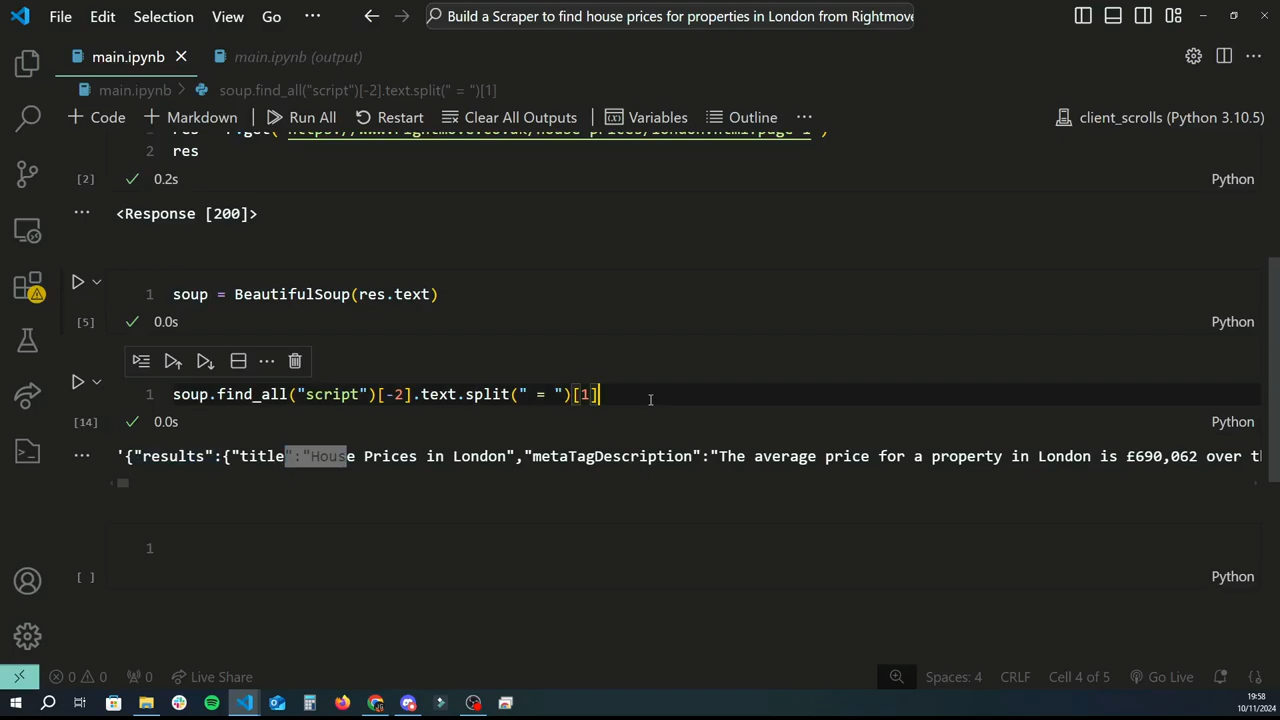 File Edit Selection View Go ··· Build a Scraper to find house prices for properties in London from Rightmove
main.ipynb main.ipynb (output)
main.ipynb > soup.find_all("script")[-2].text.split(" = ")[1]
+ Code + Markdown Run All Restart Clear All Outputs Variables Outline ··· client_scrolls (Python 3.10.5)
2 res
[2] 0.2s Python
··· <Response [200]>
1 soup = BeautifulSoup(res.text)
[5] 0.0s Python
1 soup.find_all("script")[-2].text.split(" = ")[1]
[14] 0.0s Python
··· '{"results":{"title":"House Prices in London","metaTagDescription":"The average price for a property in London is £690,062 over th
1
[ ] Python
0 0 0 Live Share Spaces: 4 CRLF Cell 4 of 5 Go Live
19:58
10/11/2024